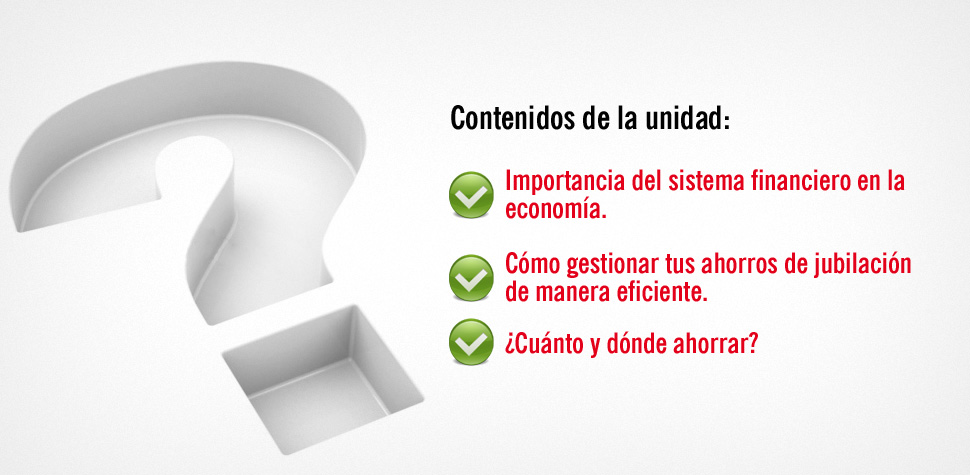 Contenidos de la unidad:
Importancia del sistema financiero en la
economía.
Cómo gestionar tus ahorros de jubilación
de manera eficiente.
¿Cuánto y dónde ahorrar?